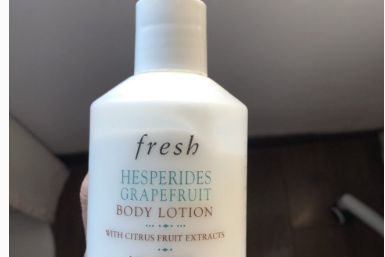 fresh
HESPERIDES
GRAPEFRUIT
BODY LOTION
WITH CITRUS FRUIT EXTRACTS